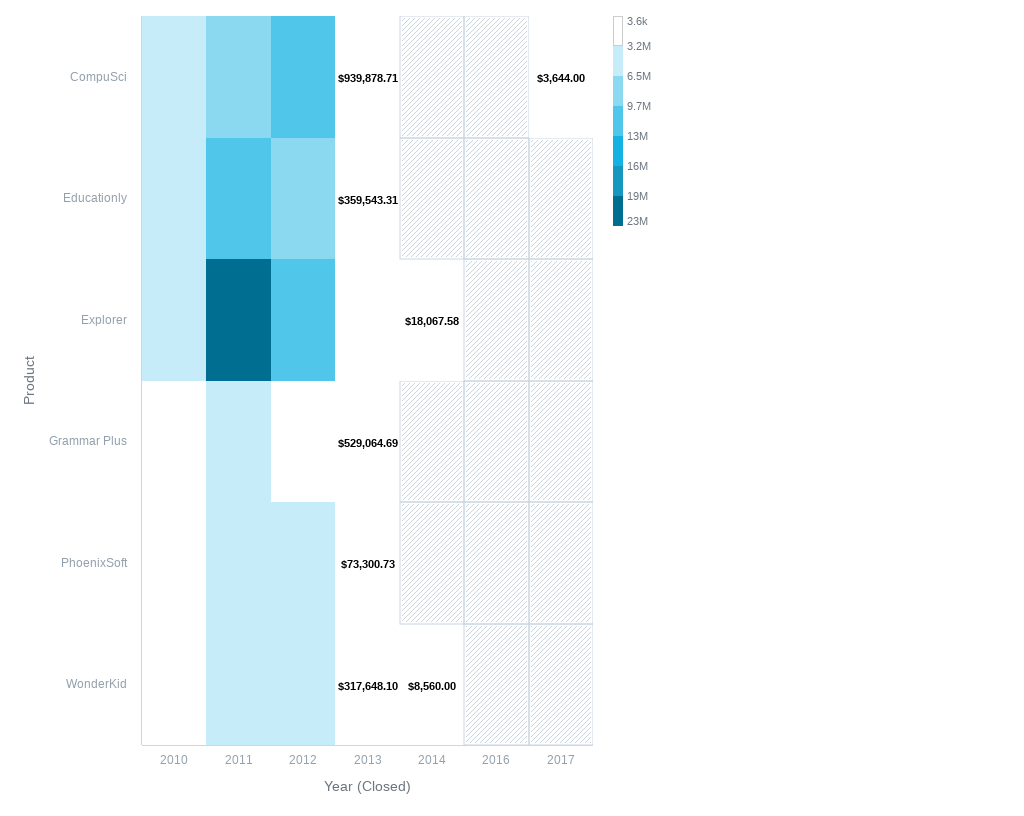 CompuSci
$939,878.71
$3,644.00
Educationly
$359,543.31
Explorer
$18,067.58
Grammar Plus
$529,064.69
PhoenixSoft
$73,300.73
WonderKid
$317,648.10 $8,560.00
Product
2010 2011 2012 2013 2014 2016 2017
Year (Closed)
3.6k
3.2M
6.5M
9.7M
13M
16M
19M
23M